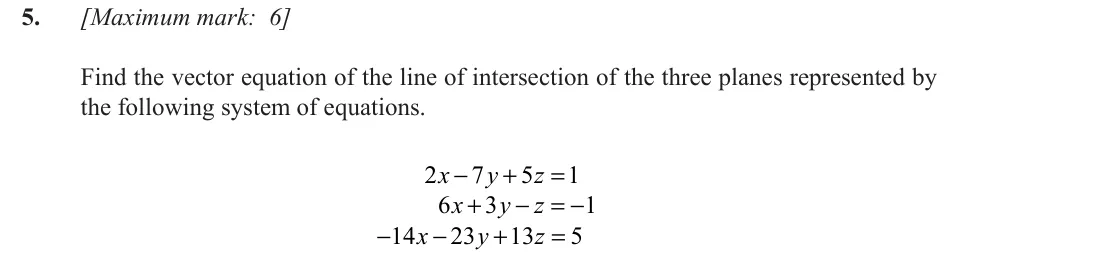 5. [Maximum mark: 6]
Find the vector equation of the line of intersection of the three planes represented by
the following system of equations.
2x−7y+5z=1
6x+3y−z=−1
−14x−23y+13z=5